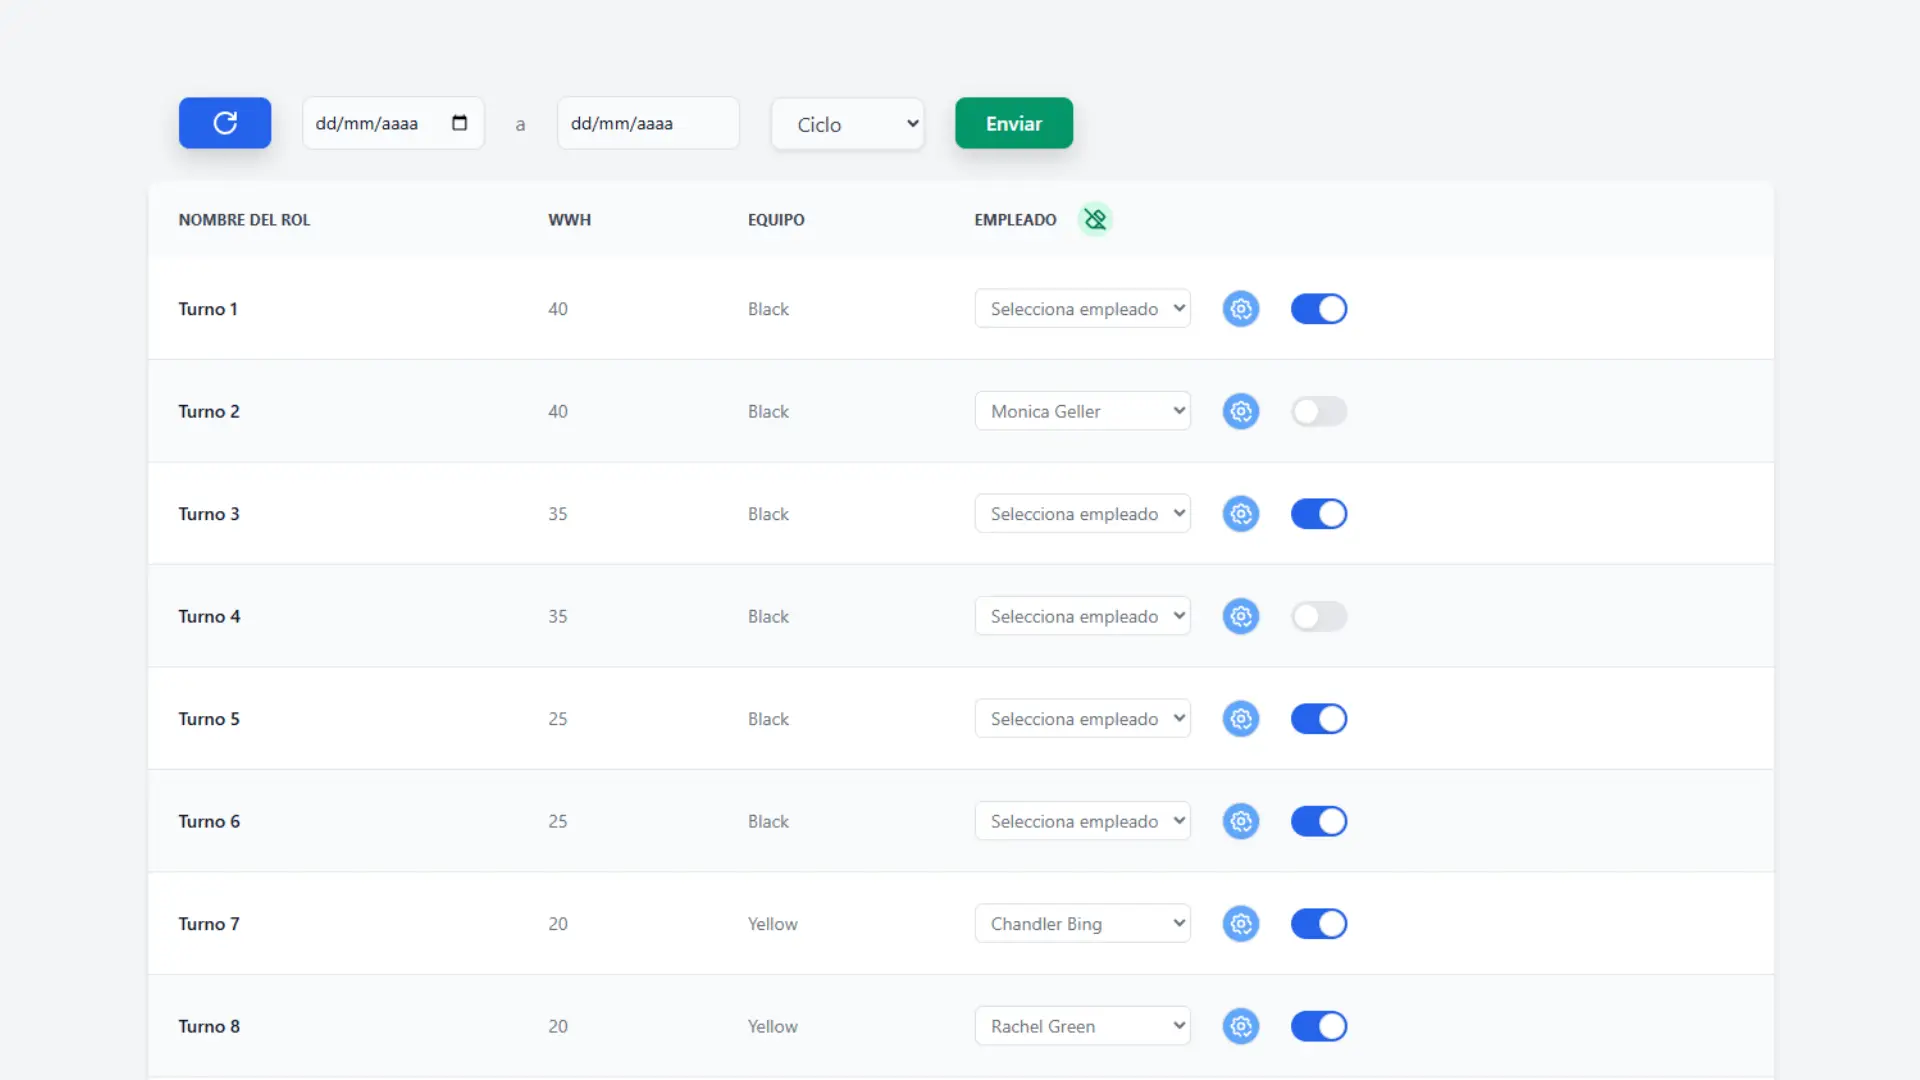 dd/mm/aaaa a dd/mm/aaaa Ciclo Enviar
NOMBRE DEL ROL WWH EQUIPO EMPLEADO
Turno 1 40 Black Selecciona empleado
Turno 2 40 Black Monica Geller
Turno 3 35 Black Selecciona empleado
Turno 4 35 Black Selecciona empleado
Turno 5 25 Black Selecciona empleado
Turno 6 25 Black Selecciona empleado
Turno 7 20 Yellow Chandler Bing
Turno 8 20 Yellow Rachel Green